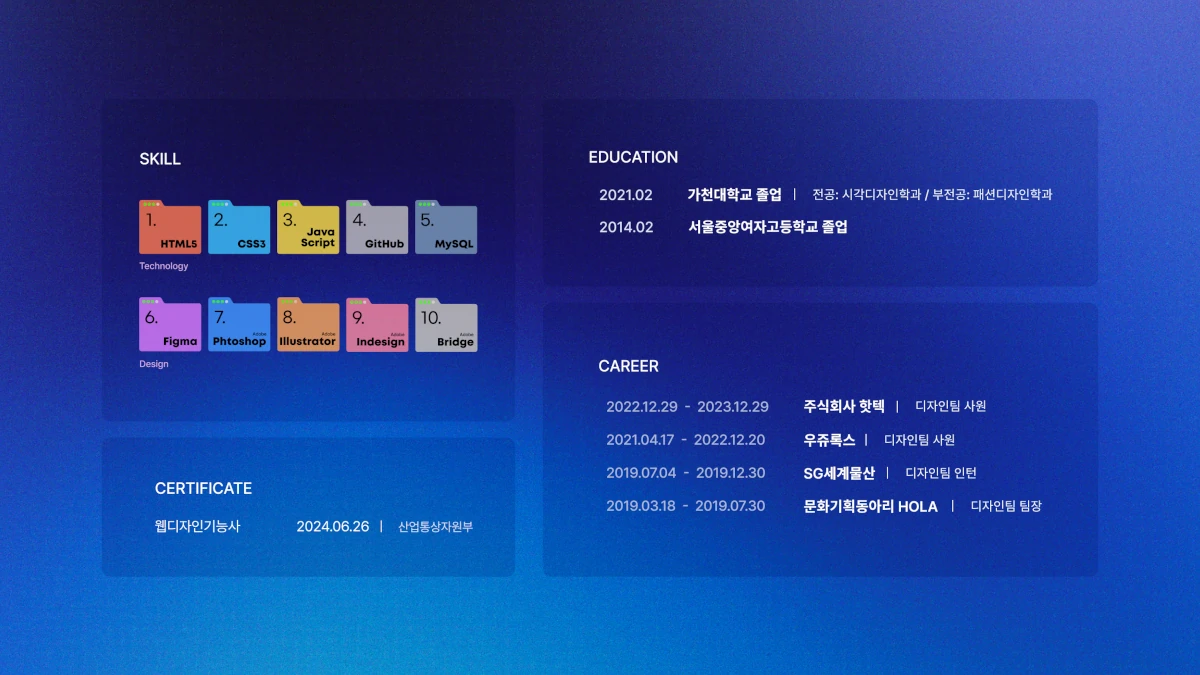 SKILL
1. HTML5
2. CSS3
3. Java Script
4. GitHub
5. MySQL
Technology
6. Figma
7. Adobe Phtoshop
8. Adobe Illustrator
9. Adobe Indesign
10. Adobe Bridge
Design
CERTIFICATE
웹디자인기능사 2024.06.26 | 산업통상자원부
EDUCATION
2021.02 가천대학교 졸업 | 전공: 시각디자인학과 / 부전공: 패션디자인학과
2014.02 서울중앙여자고등학교 졸업
CAREER
2022.12.29 - 2023.12.29 주식회사 핫텍 | 디자인팀 사원
2021.04.17 - 2022.12.20 우쥬록스 | 디자인팀 사원
2019.07.04 - 2019.12.30 SG세계물산 | 디자인팀 인턴
2019.03.18 - 2019.07.30 문화기획동아리 HOLA | 디자인팀 팀장